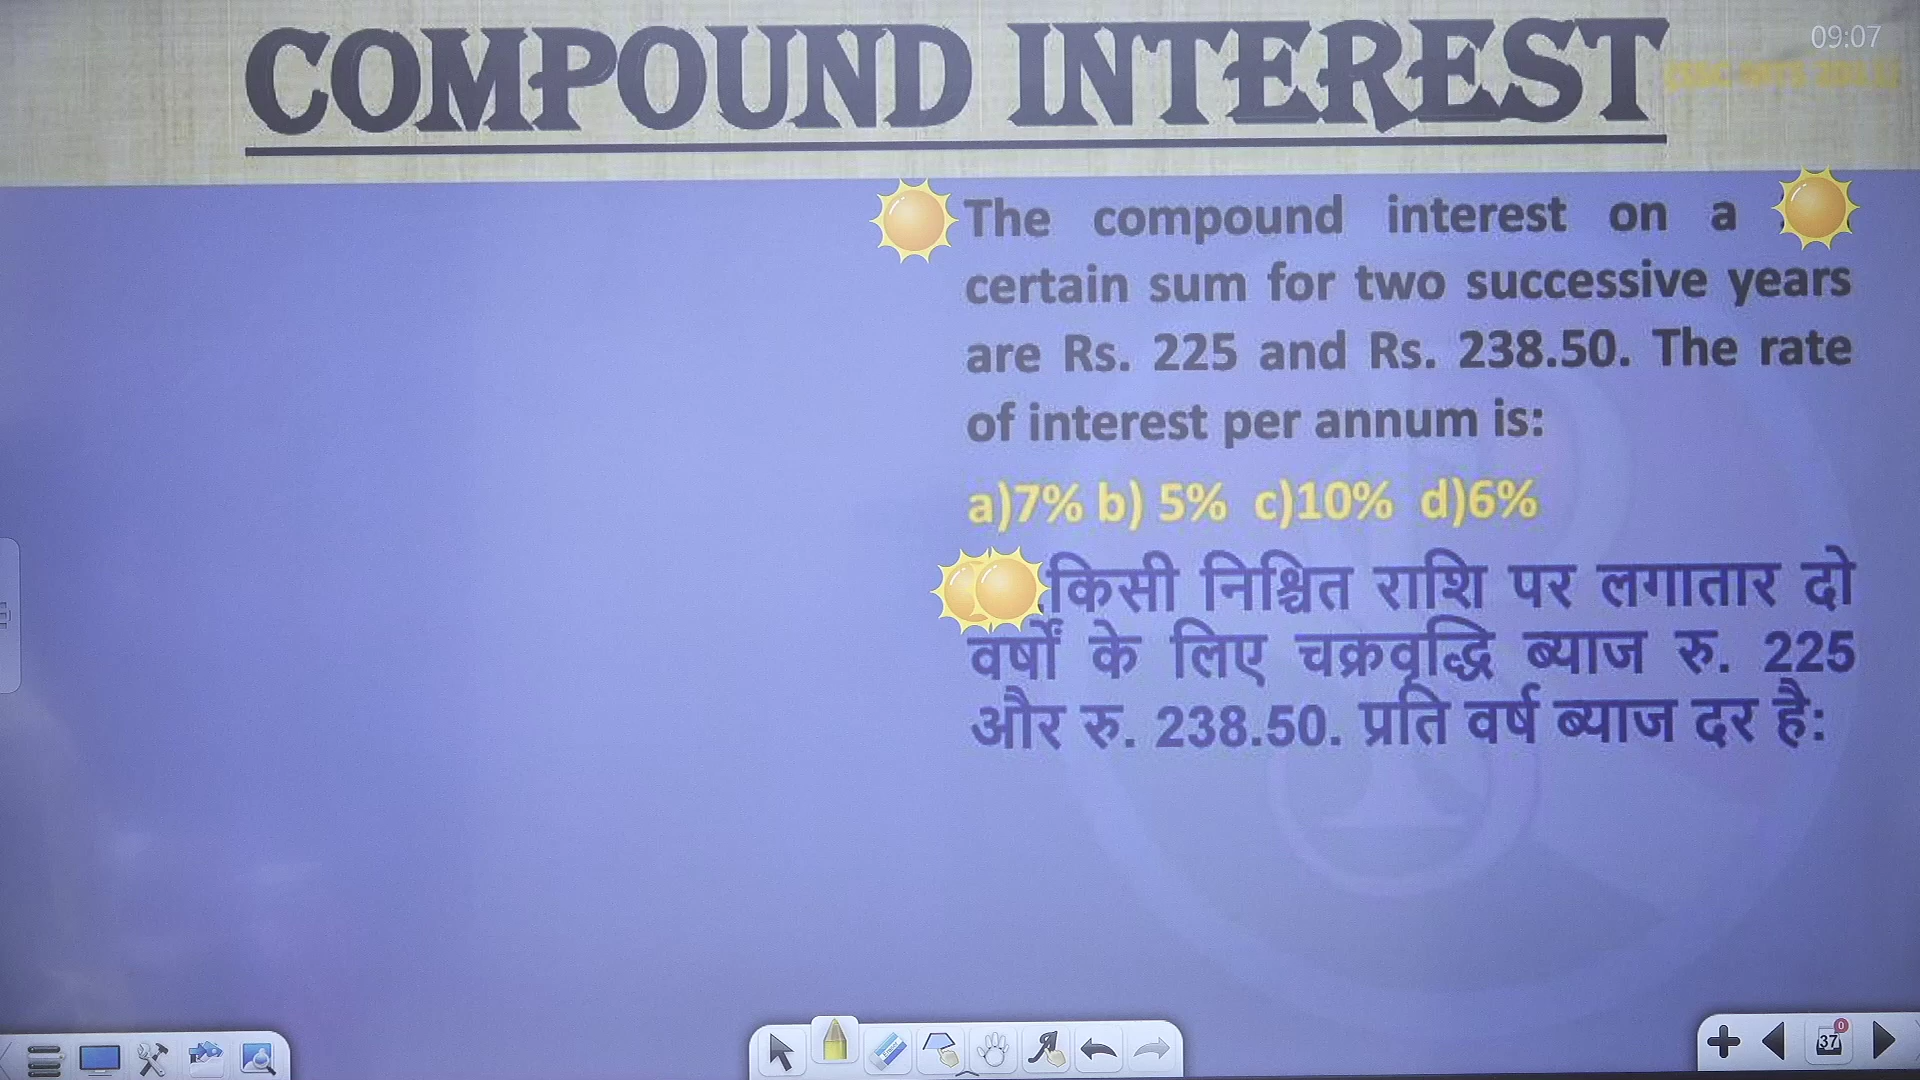 COMPOUND INTEREST
09:07
The compound interest on a
certain sum for two successive years
are Rs. 225 and Rs. 238.50. The rate
of interest per annum is:
a)7% b) 5% c)10% d)6%
किसी निश्चित राशि पर लगातार दो
वर्षों के लिए चक्रवृद्धि ब्याज रु. 225
और रु. 238.50. प्रति वर्ष ब्याज दर है:
37
0